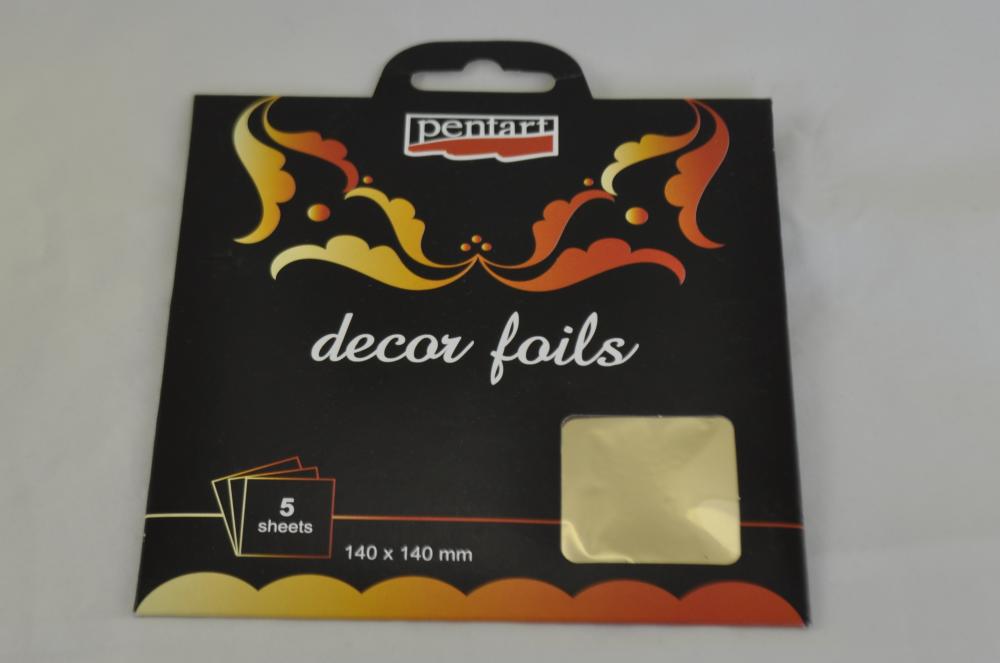 pentart
decor foils
5
sheets
140 x 140 mm